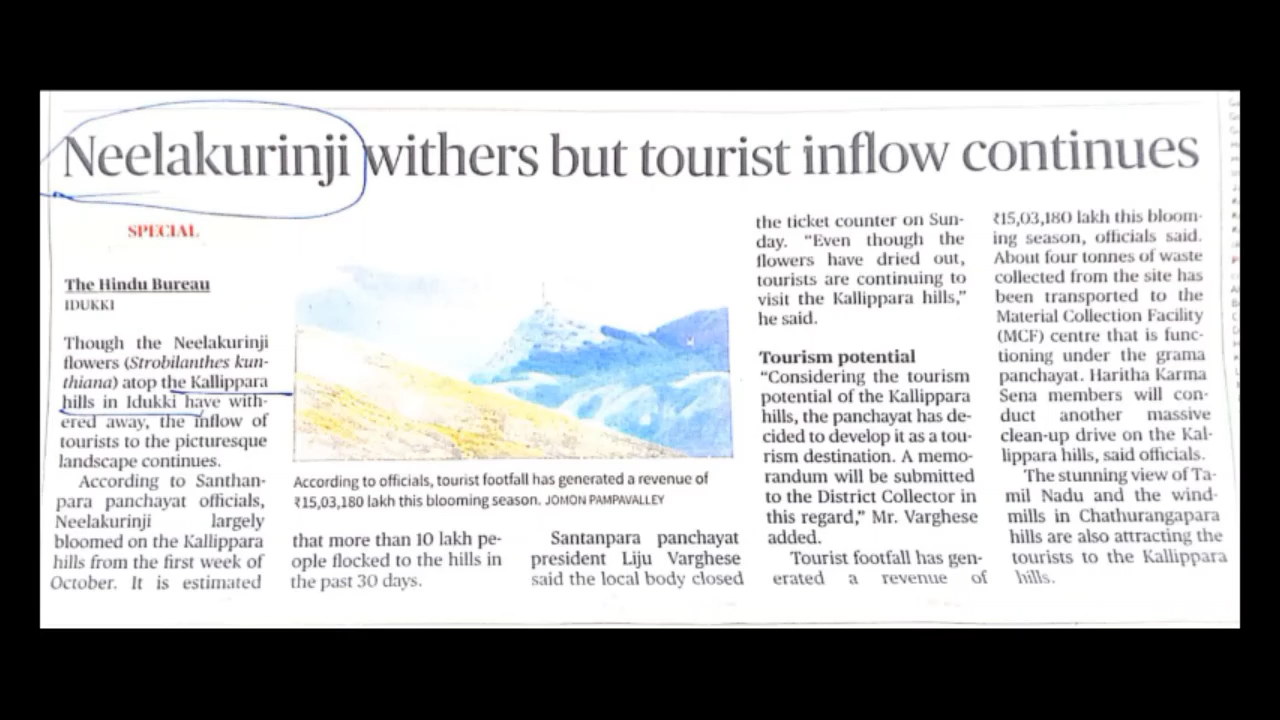 Neelakurinji withers but tourist inflow continues
SPECIAL
The Hindu Bureau
IDUKKI
Though the Neelakurinji
flowers (Strobilanthes kun-
thiana) atop the Kallippara
hills in Idukki have with-
ered away, the inflow of
tourists to the picturesque
landscape continues.
According to Santhan-
para panchayat officials,
Neelakurinji largely
bloomed on the Kallippara
hills from the first week of
October. It is estimated
According to officials, tourist footfall has generated a revenue of
₹15,03,180 lakh this blooming season. JOMON PAMPAVALLEY
that more than 10 lakh pe-
ople flocked to the hills in
the past 30 days.
Santanpara panchayat
president Liju Varghese
said the local body closed
the ticket counter on Sun-
day. “Even though the
flowers have dried out,
tourists are continuing to
visit the Kallippara hills,”
he said.
Tourism potential
“Considering the tourism
potential of the Kallippara
hills, the panchayat has de-
cided to develop it as a tou-
rism destination. A memo-
randum will be submitted
to the District Collector in
this regard,” Mr. Varghese
added.
Tourist footfall has gen-
erated a revenue of
₹15,03,180 lakh this bloom-
ing season, officials said.
About four tonnes of waste
collected from the site has
been transported to the
Material Collection Facility
(MCF) centre that is func-
tioning under the grama
panchayat. Haritha Karma
Sena members will con-
duct another massive
clean-up drive on the Kal-
lippara hills, said officials.
The stunning view of Ta-
mil Nadu and the wind-
mills in Chathurangapara
hills are also attracting the
tourists to the Kallippara
hills.